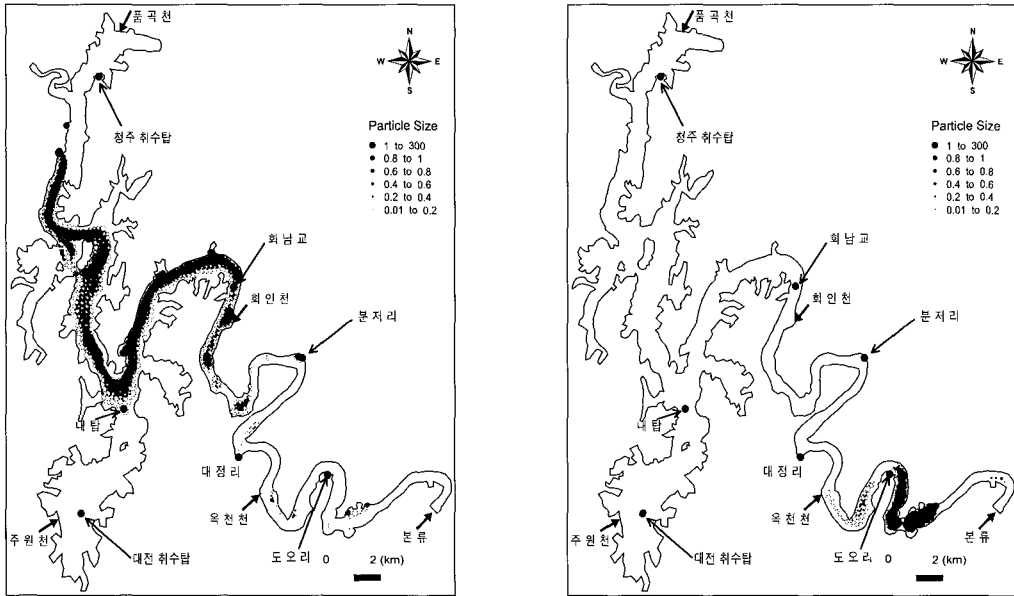 품곡천
N
W E
S
청주 취수탑
Particle Size
1 to 300
0.8 to 1
0.6 to 0.8
0.4 to 0.6
0.2 to 0.4
0.01 to 0.2
회남교
회인천
분저리
대탑
대정리
옥천천
주원천
대전 취수탑
도오리
본류
0 2 (km)
품곡천
N
W E
S
청주 취수탑
Particle Size
1 to 300
0.8 to 1
0.6 to 0.8
0.4 to 0.6
0.2 to 0.4
0.01 to 0.2
회남교
회인천
분저리
대탑
대정리
옥천천
주원천
대전 취수탑
도오리
본류
0 2 (km)